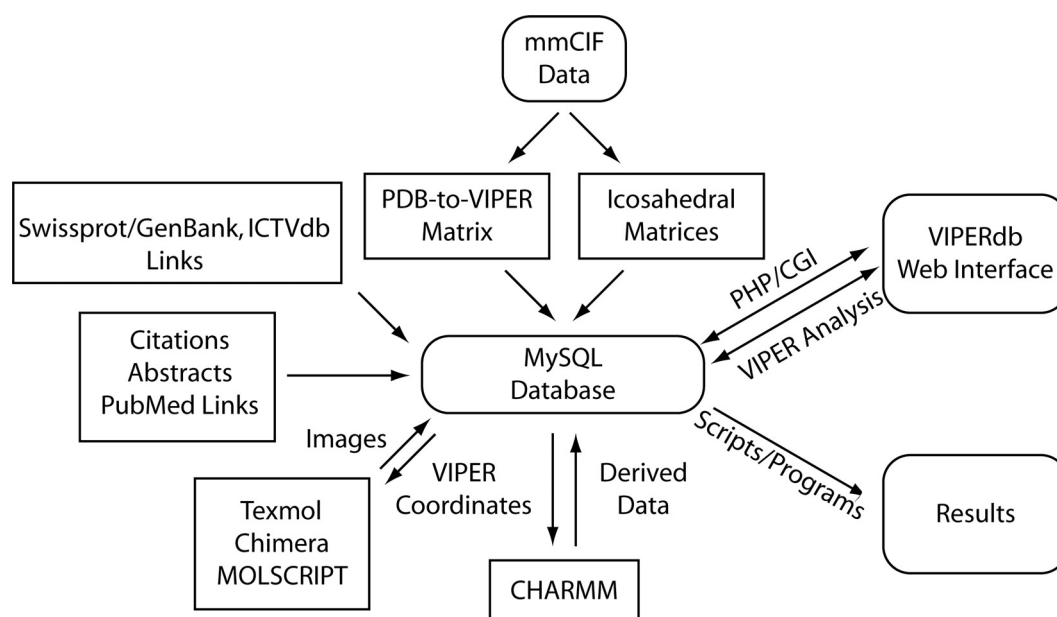 mmCIF
Data
PDB-to-VIPER
Matrix
Icosahedral
Matrices
Swissprot/GenBank, ICTVdb
Links
VIPERdb
Web Interface
PHP/CGI
VIPER Analysis
Citations
Abstracts
PubMed Links
MySQL
Database
Images
VIPER
Coordinates
Derived
Data
Scripts/Programs
Texmol
Chimera
MOLSCRIPT
CHARMM
Results